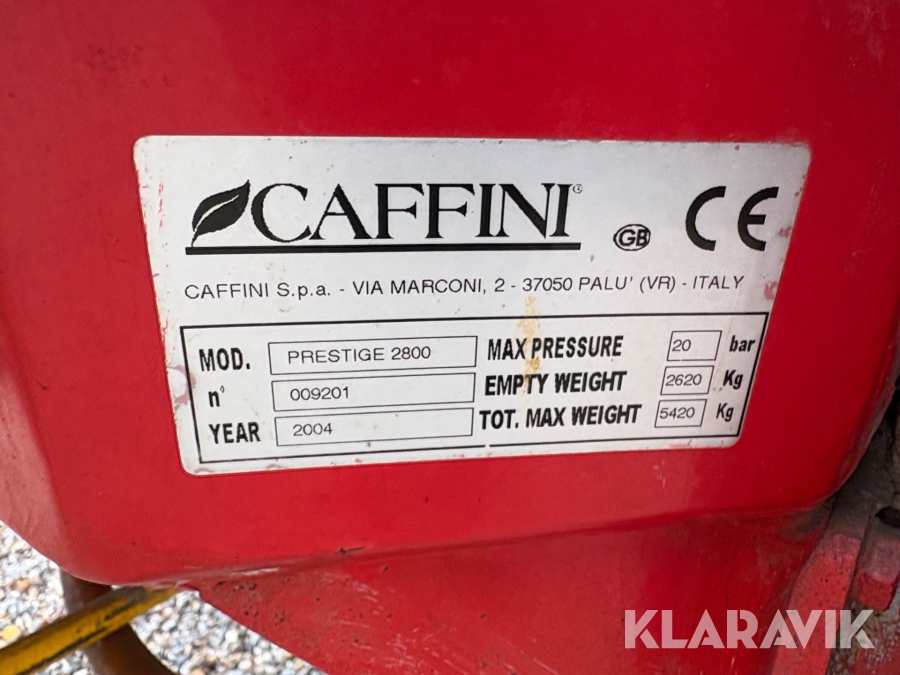 CAFFINI
GB CE
CAFFINI S.p.a. - VIA MARCONI, 2 - 37050 PALU' (VR) - ITALY
MOD. PRESTIGE 2800 MAX PRESSURE 20 bar
n° 009201 EMPTY WEIGHT 2620 Kg
YEAR 2004 TOT. MAX WEIGHT 5420 Kg
KLARAVIK